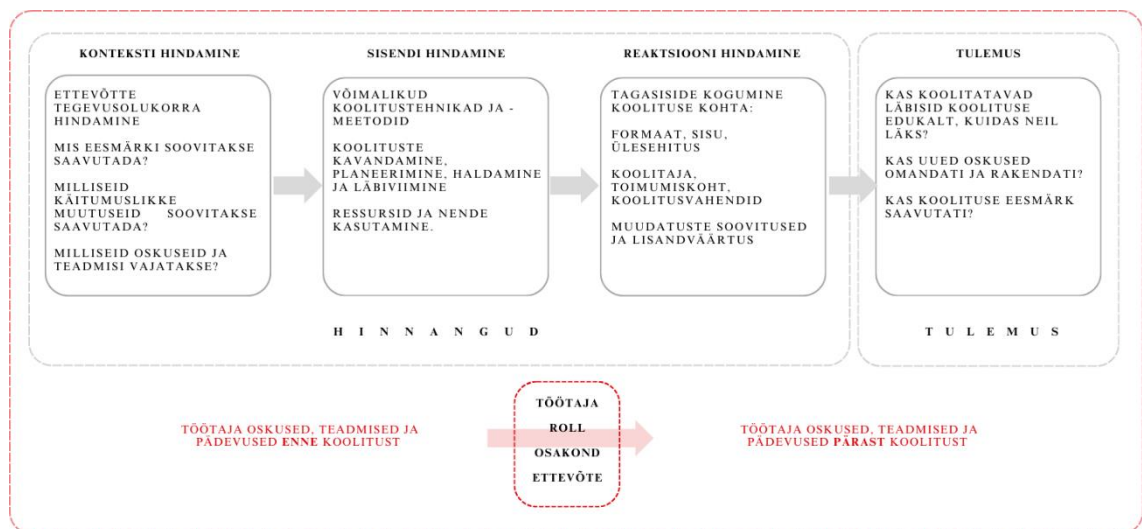 KONTEKSTI HINDAMINE
ETTEVÕTTE
TEGEVUSOLUKORRA
HINDAMINE
MIS EESMÄRKI SOOVITAKSE
SAAVUTADA?
MILLISEID
KÄITUMUSLIKKE
MUUTUSEID SOOVITAKSE
SAAVUTADA?
MILLISEID OSKUSEID JA
TEADMISI VAJATAKSE?
SISENDI HINDAMINE
VÕIMALIKUD
KOOLITUSTEHNIKAD JA -
MEETODID
KOOLITUSTE
KAVANDAMINE,
PLANEERIMINE, HALDAMINE
JA LÄBIVIIMINE
RESSURSID JA NENDE
KASUTAMINE.
REAKTSIOONI HINDAMINE
TAGASISIDE KOGUMINE
KOOLITUSE KOHTA:
FORMAAT, SISU,
ÜLESEHITUS
KOOLITAJA,
TOIMUMISKOHT,
KOOLITUSVAHENDID
MUUDATUSTE SOOVITUSED
JA LISANDVÄÄRTUS
TULEMUS
KAS KOOLITATAVAD
LÄBISID KOOLITUSE
EDUKALT, KUIDAS NEIL
LÄKS?
KAS UUED OSKUSED
OMANDATI JA RAKENDATI?
KAS KOOLITUSE EESMÄRK
SAAVUTATI?
HINNANGUD
TULEMUS
TÖÖTAJA OSKUSED, TEADMISED JA
PÄDEVUSED ENNE KOOLITUST
TÖÖTAJA
ROLL
OSAKOND
ETTEVÕTE
TÖÖTAJA OSKUSED, TEADMISED JA
PÄDEVUSED PÄRAST KOOLITUST